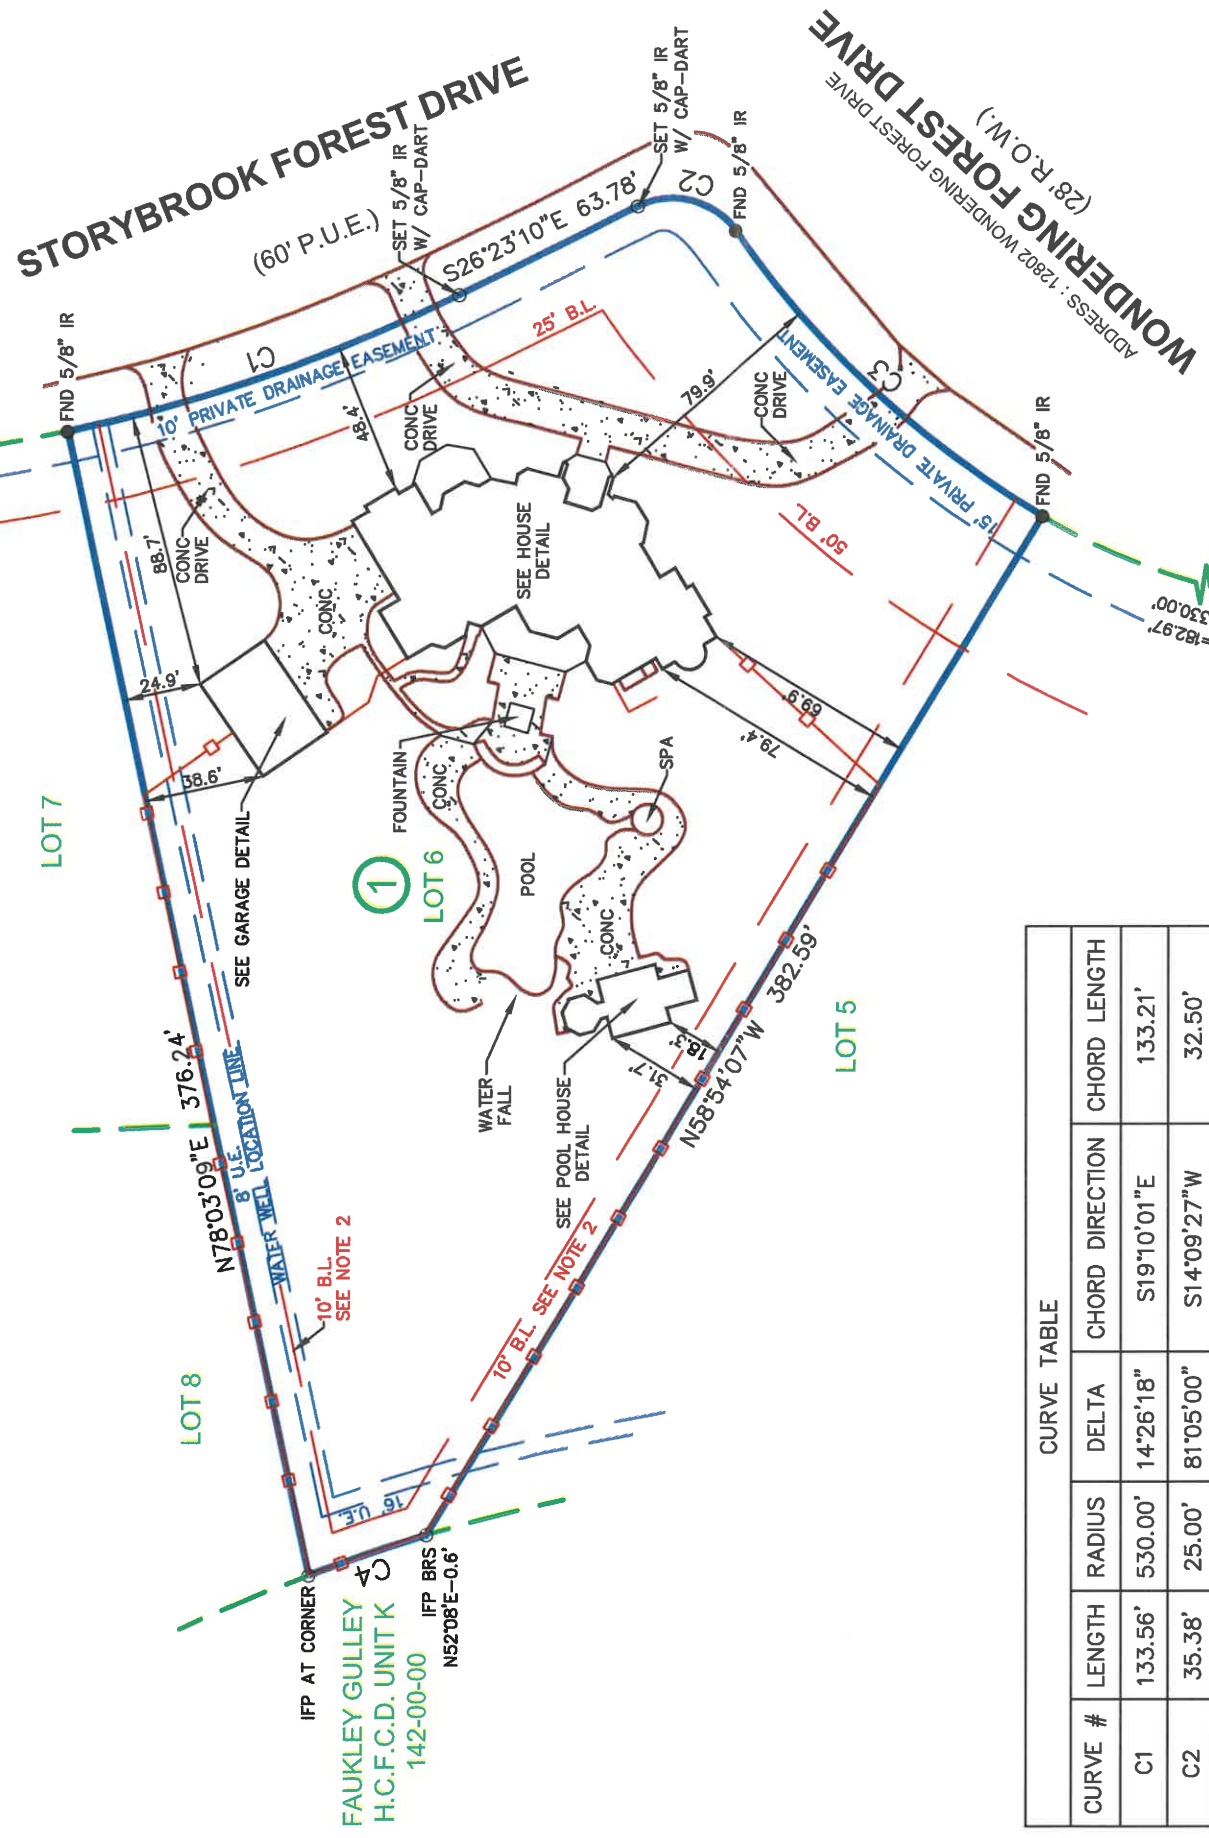 STORYBROOK FOREST DRIVE
(60' P.U.E.)
WONDERING FOREST DRIVE
ADDRESS : 12802 WONDERING FOREST DRIVE
(28' R.O.W.)
FND 5/8" IR
SET 5/8" IR
W/ CAP-DART
S26°23'10"E 63.78'
SET 5/8" IR
W/ CAP-DART
C2
FND 5/8" IR
C1
10' PRIVATE DRAINAGE EASEMENT
25' B.L.
48.4'
CONC
DRIVE
79.9'
CONC
DRIVE
C3
15' PRIVATE DRAINAGE EASEMENT
FND 5/8" IR
50' B.L.
88.7'
CONC
DRIVE
CONC
SEE HOUSE
DETAIL
24.9'
38.6'
SEE GARAGE DETAIL
LOT 7
FOUNTAIN
CONC
1
LOT 6
POOL
SPA
CONC
69.9'
79.4'
=182.97'
330.00'
WATER
FALL
SEE POOL HOUSE
DETAIL
31.7'
18.3'
N58°54'07"W 382.59'
LOT 5
N78°03'09"E 376.24'
8' U.E.
WATER WELL LOCATION LINE
10' B.L.
SEE NOTE 2
10' B.L. SEE NOTE 2
LOT 8
16' U.E.
C4
IFP AT CORNER
IFP BRS
N52°08'E-0.6'
FAUKLEY GULLEY
H.C.F.C.D. UNIT K
142-00-00
CURVE TABLE
CURVE # LENGTH RADIUS DELTA CHORD DIRECTION CHORD LENGTH
C1 133.56' 530.00' 14°26'18" S19°10'01"E 133.21'
C2 35.38' 25.00' 81°05'00" S14°09'27"W 32.50'